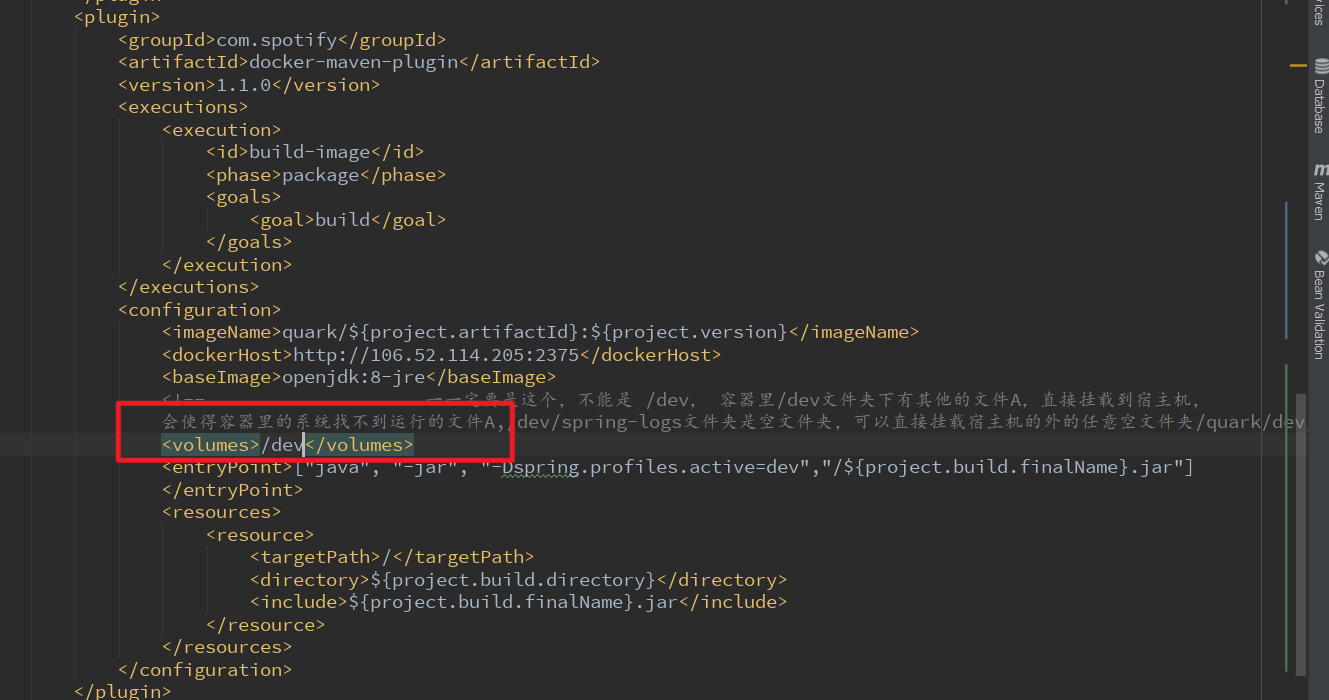 <plugin>
<groupId>com.spotify</groupId>
<artifactId>docker-maven-plugin</artifactId>
<version>1.1.0</version>
<executions>
<execution>
<id>build-image</id>
<phase>package</phase>
<goals>
<goal>build</goal>
</goals>
</execution>
</executions>
<configuration>
<imageName>quark/${project.artifactId}:${project.version}</imageName>
<dockerHost>http://106.52.114.205:2375</dockerHost>
<baseImage>openjdk:8-jre</baseImage>
<!-- 一一定要是这个，不能是 /dev， 容器里/dev文件夹下有其他的文件A，直接挂载到宿主机，
会使得容器里的系统找不到运行的文件A,/dev/spring-logs文件夹是空文件夹，可以直接挂载宿主机的外的任意空文件夹/quark/dev
<volumes>/dev</volumes>
<entryPoint>["java", "-jar", "-Dspring.profiles.active=dev","/${project.build.finalName}.jar"]
</entryPoint>
<resources>
<resource>
<targetPath>/</targetPath>
<directory>${project.build.directory}</directory>
<include>${project.build.finalName}.jar</include>
</resource>
</resources>
</configuration>
</plugin>
Database
Maven
Bean Validation